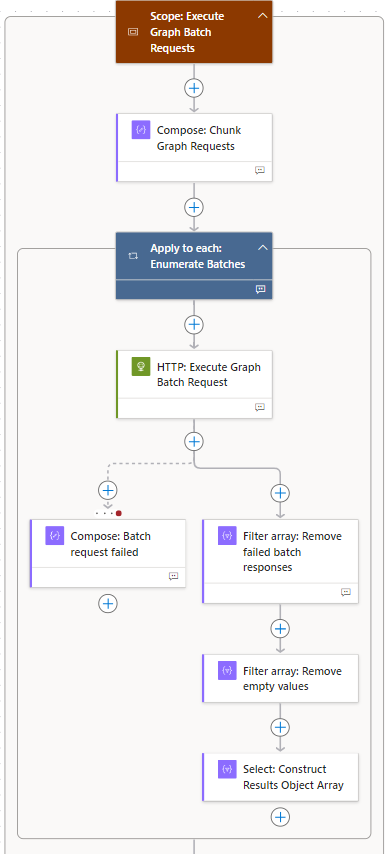 Scope: Execute
Graph Batch
Requests
Compose: Chunk
Graph Requests
Apply to each:
Enumerate Batches
HTTP: Execute Graph
Batch Request
Compose: Batch
request failed
Filter array: Remove
failed batch
responses
Filter array: Remove
empty values
Select: Construct
Results Object Array